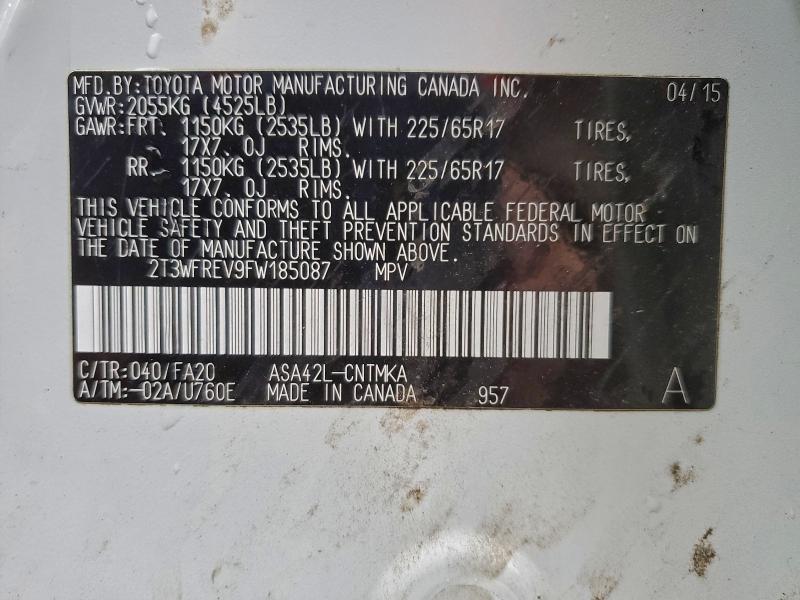 MFD.BY:TOYOTA MOTOR MANUFACTURING CANADA INC. 04/15
GVWR:2055KG (4525LB)
GAWR:FRT. 1150KG (2535LB) WITH 225/65R17 TIRES,
17X7. 0J RIMS.
RR. 1150KG (2535LB) WITH 225/65R17 TIRES,
17X7. 0J RIMS.
THIS VEHICLE CONFORMS TO ALL APPLICABLE FEDERAL MOTOR
VEHICLE SAFETY AND THEFT PREVENTION STANDARDS IN EFFECT ON
THE DATE OF MANUFACTURE SHOWN ABOVE.
2T3WFREV9FW185087 MPV
C/TR:040/FA20 ASA42L-CNTMKA
A/TM:-02A/U760E MADE IN CANADA 957 A